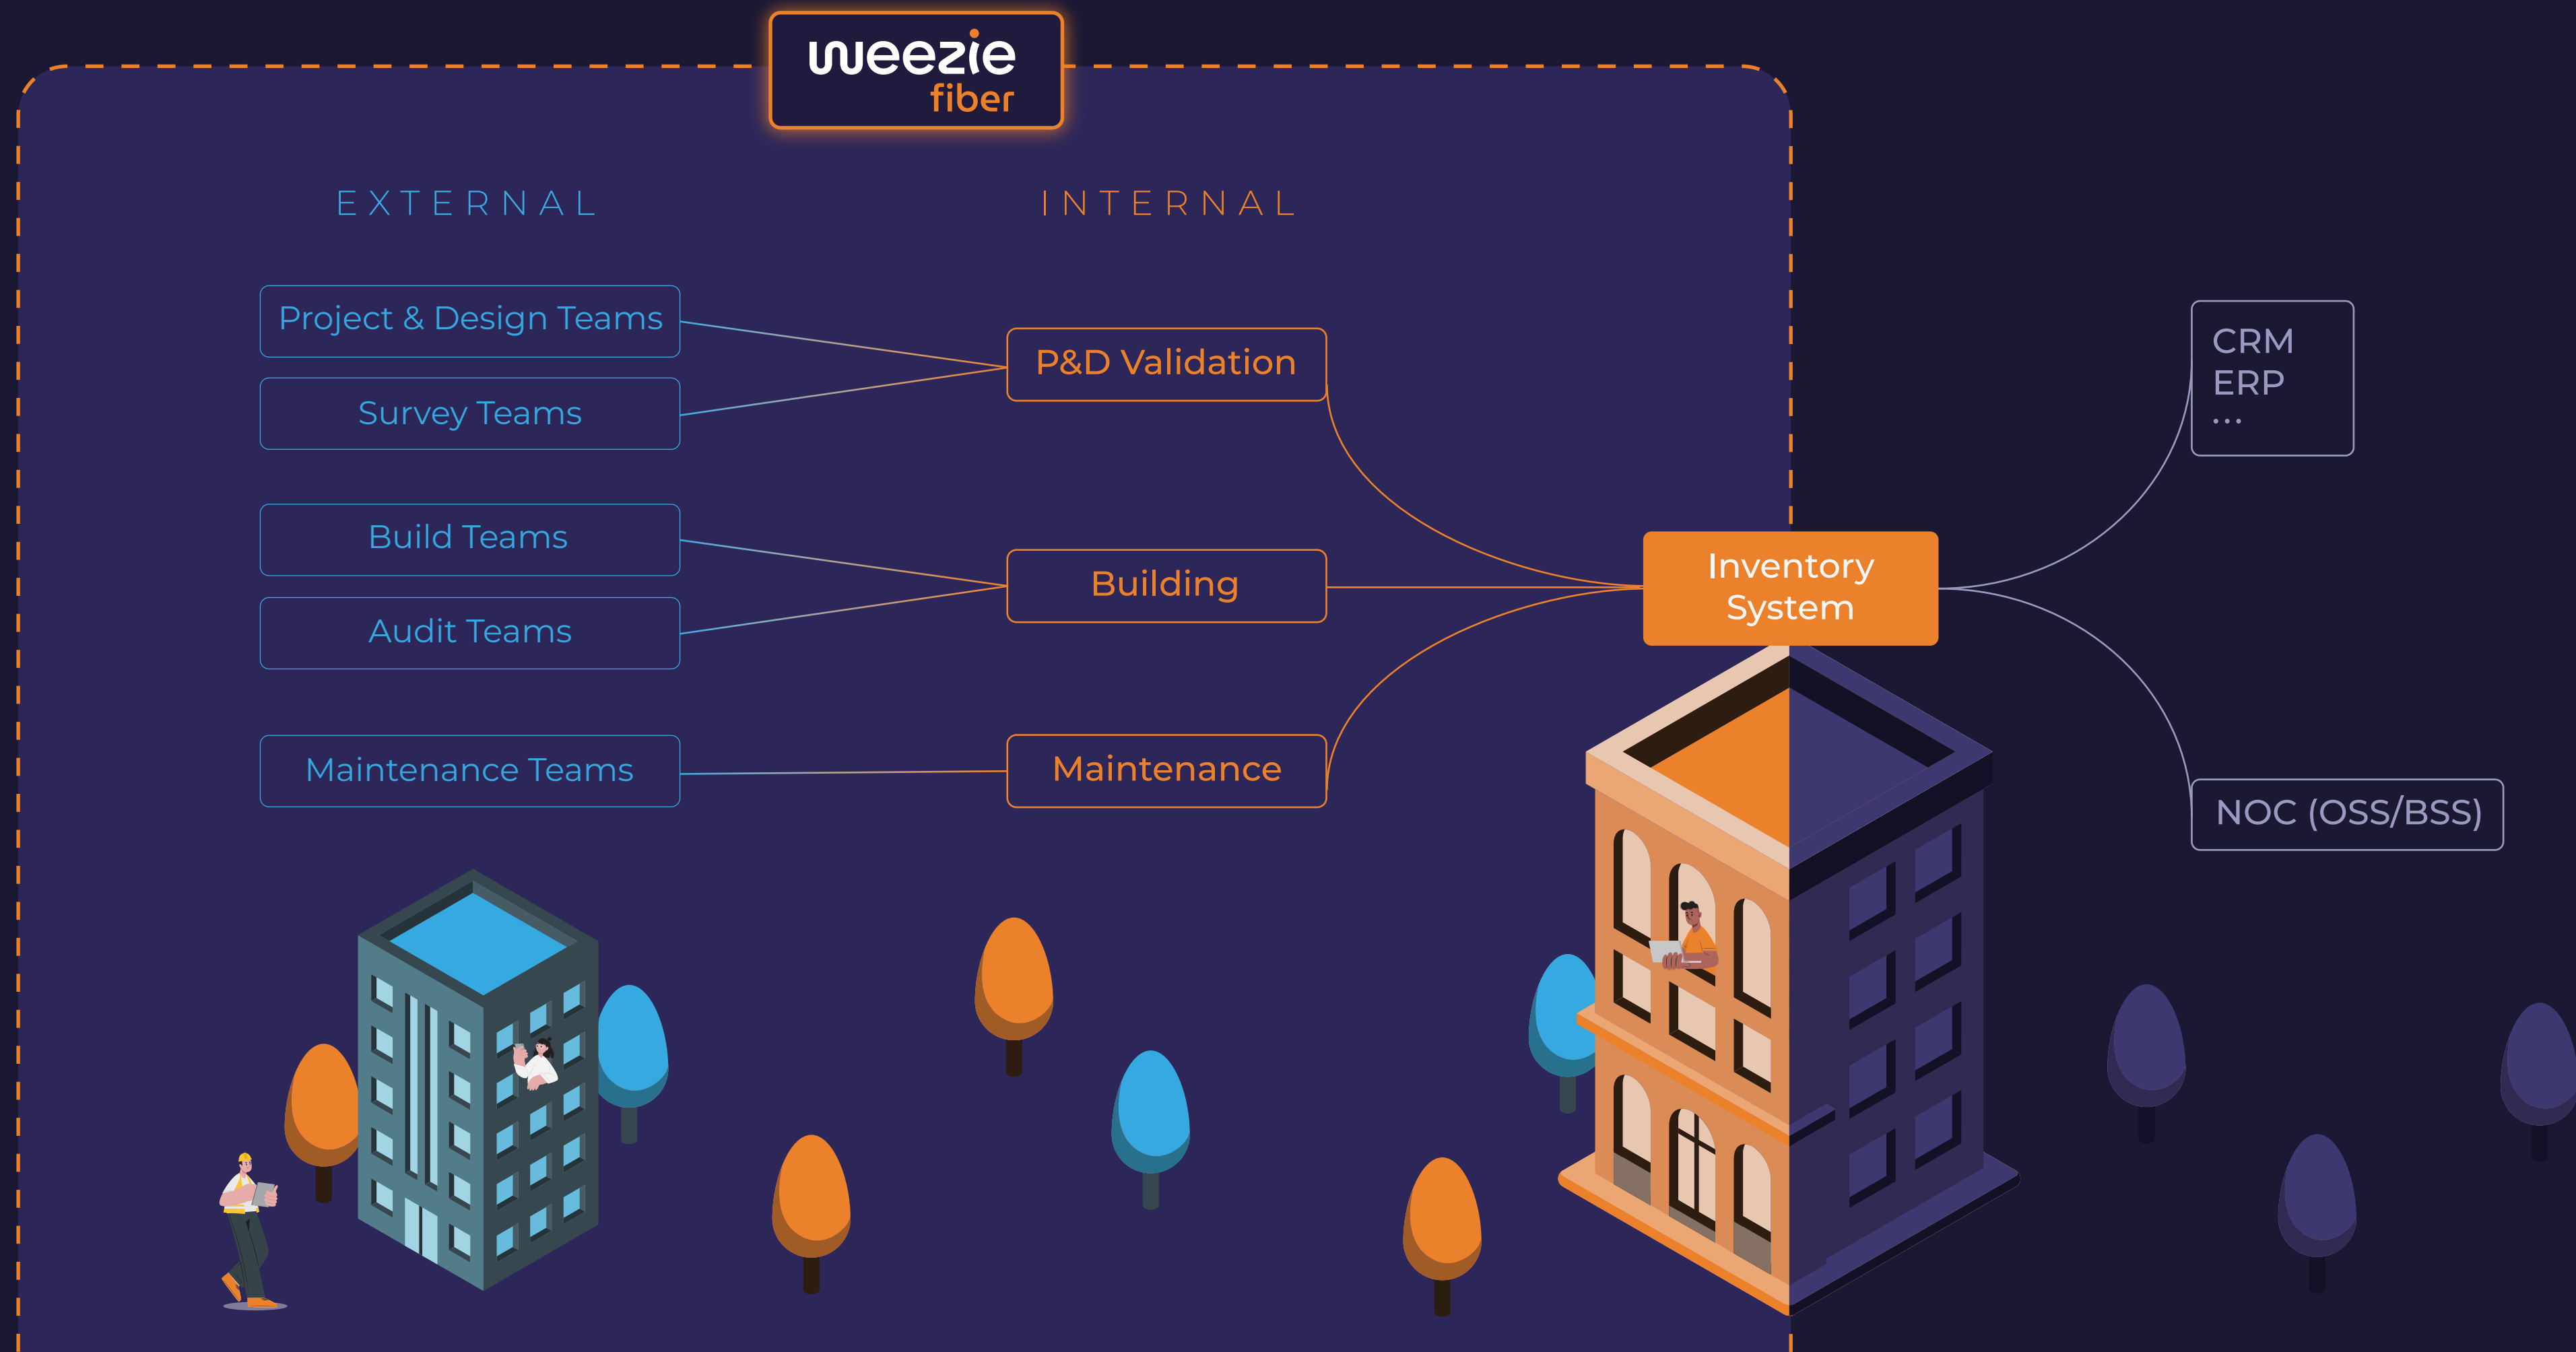 weezie
fiber
EXTERNAL
INTERNAL
Project & Design Teams
Survey Teams
Build Teams
Audit Teams
Maintenance Teams
P&D Validation
Building
Maintenance
Inventory
System
CRM
ERP
...
NOC (OSS/BSS)